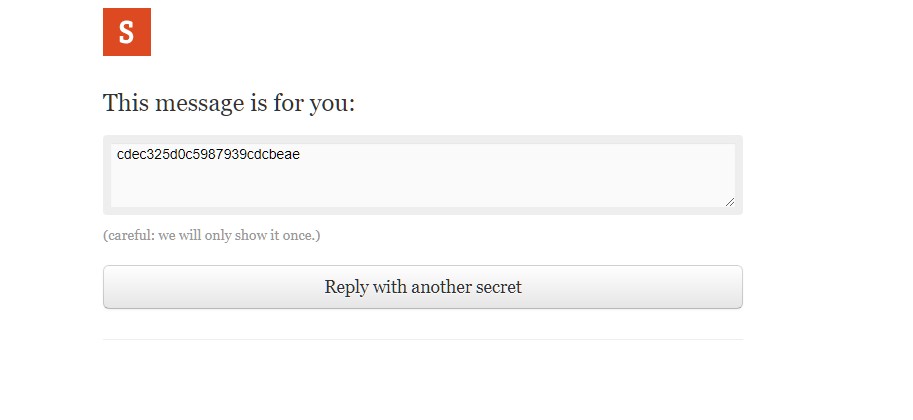 S
This message is for you:
cdec325d0c5987939cdcbeae
(careful: we will only show it once.)
Reply with another secret